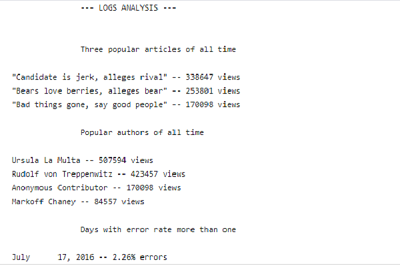 --- LOGS ANALYSIS ---
Three popular articles of all time
"Candidate is jerk, alleges rival" -- 338647 views
"Bears love berries, alleges bear" -- 253801 views
"Bad things gone, say good people" -- 170098 views
Popular authors of all time
Ursula La Multa -- 507594 views
Rudolf von Treppenwitz -- 423457 views
Anonymous Contributor -- 170098 views
Markoff Chaney -- 84557 views
Days with error rate more than one
July      17, 2016 -- 2.26% errors